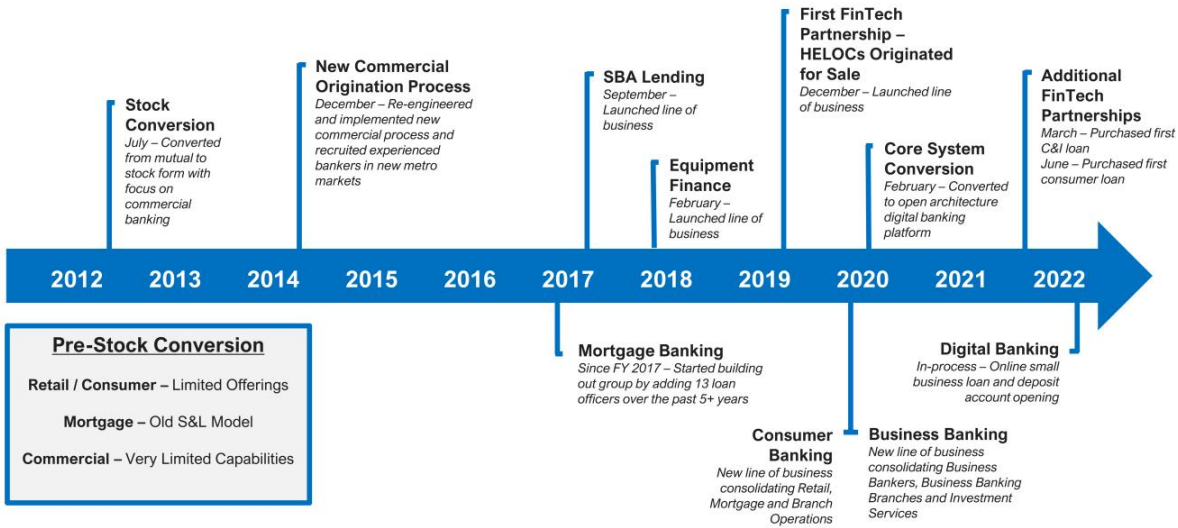 Stock
Conversion
July – Converted
from mutual to
stock form with
focus on
commercial
banking
New Commercial
Origination Process
December – Re-engineered
and implemented new
commercial process and
recruited experienced
bankers in new metro
markets
SBA Lending
September –
Launched line of
business
Equipment
Finance
February –
Launched line of
business
First FinTech
Partnership –
HELOCs Originated
for Sale
December – Launched line
of business
Core System
Conversion
February – Converted
to open architecture
digital banking
platform
Additional
FinTech
Partnerships
March – Purchased first
C&I loan
June – Purchased first
consumer loan
2012 2013 2014 2015 2016 2017 2018 2019 2020 2021 2022
Pre-Stock Conversion
Retail / Consumer – Limited Offerings
Mortgage – Old S&L Model
Commercial – Very Limited Capabilities
Mortgage Banking
Since FY 2017 – Started building
out group by adding 13 loan
officers over the past 5+ years
Consumer
Banking
New line of business
consolidating Retail,
Mortgage and Branch
Operations
Business Banking
New line of business
consolidating Business
Bankers, Business Banking
Branches and Investment
Services
Digital Banking
In-process – Online small
business loan and deposit
account opening